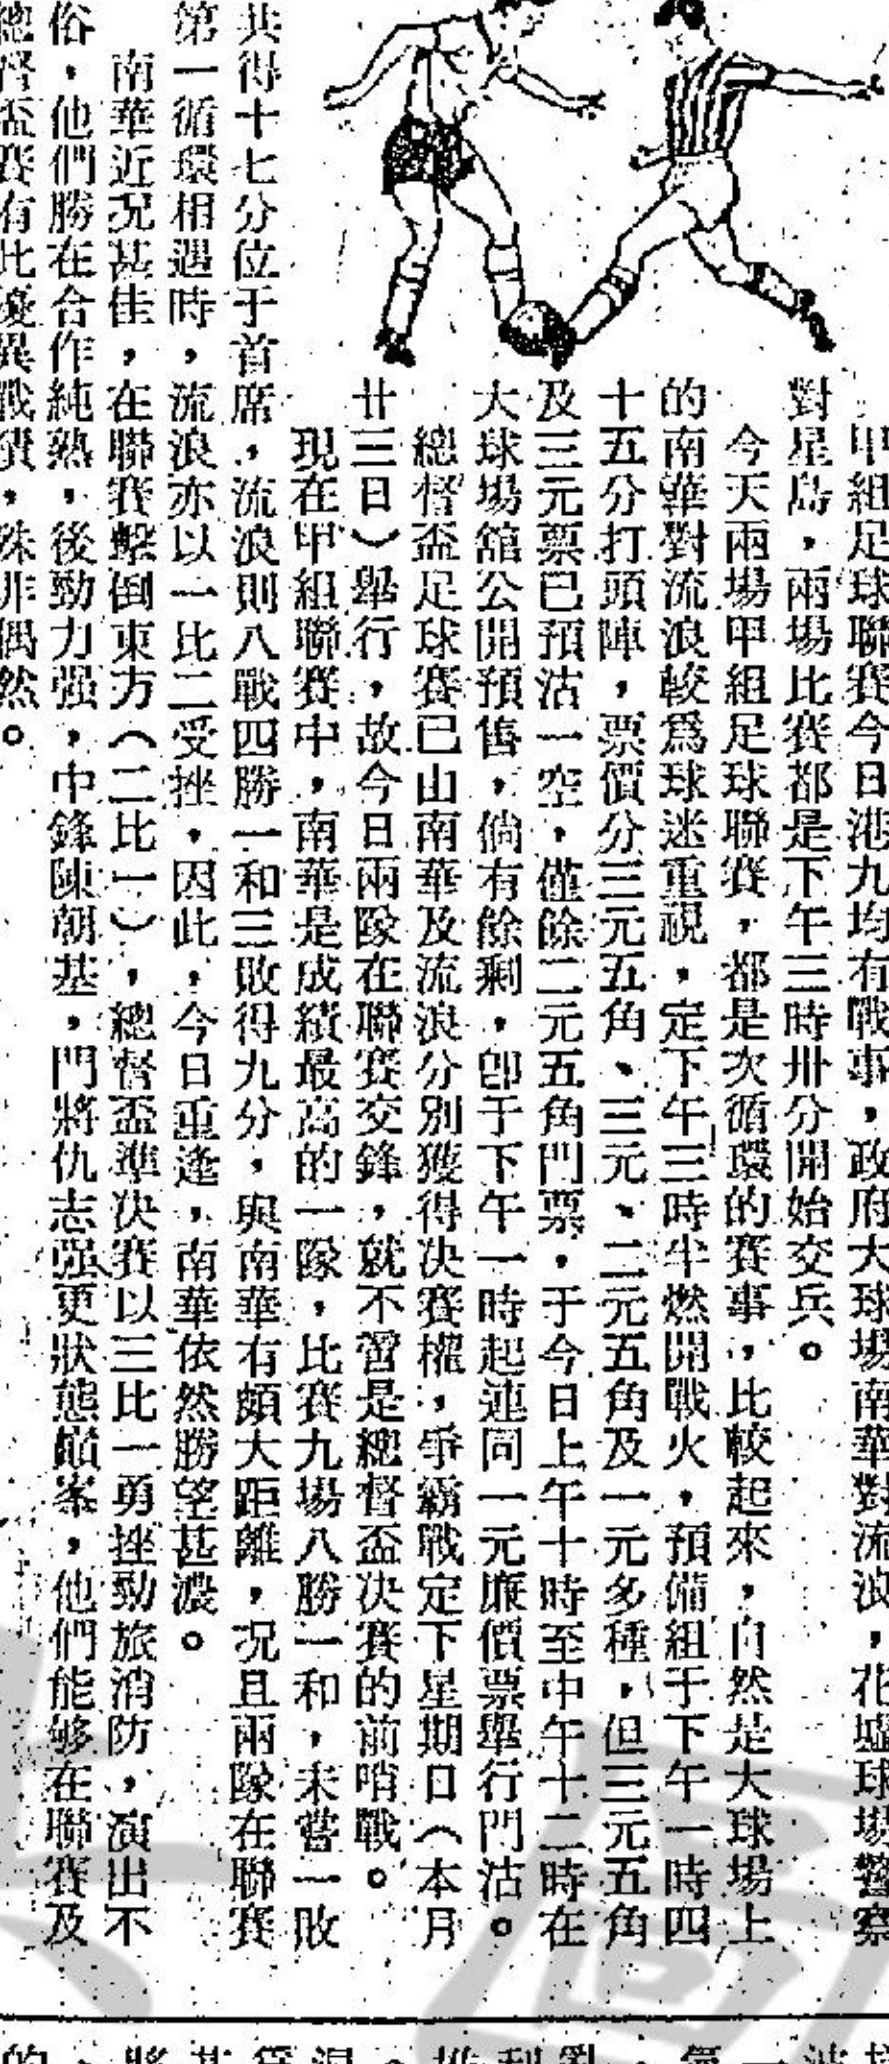 甲組足球聯賽今日港九均有戰事，政府大球場南華對流浪，花墟球場警察
對星島，兩場比賽都是下午三時卅分開始交兵。
今天兩場甲組足球聯賽，都是次循環的賽事，比較起來，自然是大球場上
的南華對流浪較為球迷重視，定下午三時半燃開戰火，預備組于下午一時四
十五分打頭陣，票價分三元五角、三元、二元五角及一元多種，但三元五角
及三元票已預沽一空，僅餘二元五角門票，于今日上午十時至中午十二時在
大球場舘公開預售，倘有餘剩，卽于下午一時起連同一元廉價票舉行門沽。
總督盃足球賽已山南華及流浪分別獲得决賽權，爭霸戰定下星期日（本月
廿三日）舉行，故今日兩隊在聯賽交鋒，就不啻是總督盃决賽的前哨戰。
現在甲組聯賽中，南華是成績最高的一隊，比賽九場八勝一和，未嘗一敗
共得十七分位于首席，流浪則八戰四勝一和三敗得九分，與南華有頗大距離，况且兩隊在聯賽
第一循環相遇時，流浪亦以一比二受挫，因此，今日重逢，南華依然勝望甚濃。
南華近况甚佳，在聯賽擊倒東方（二比一），總督盃準决賽以三比一勇挫勁旅消防，演出不
俗，他們勝在合作純熟，後勁力强，中鋒陳朝基，門將仇志强更狀態巔峯，他們能够在聯賽及
總督盃賽有比優異戰績，殊非偶然。